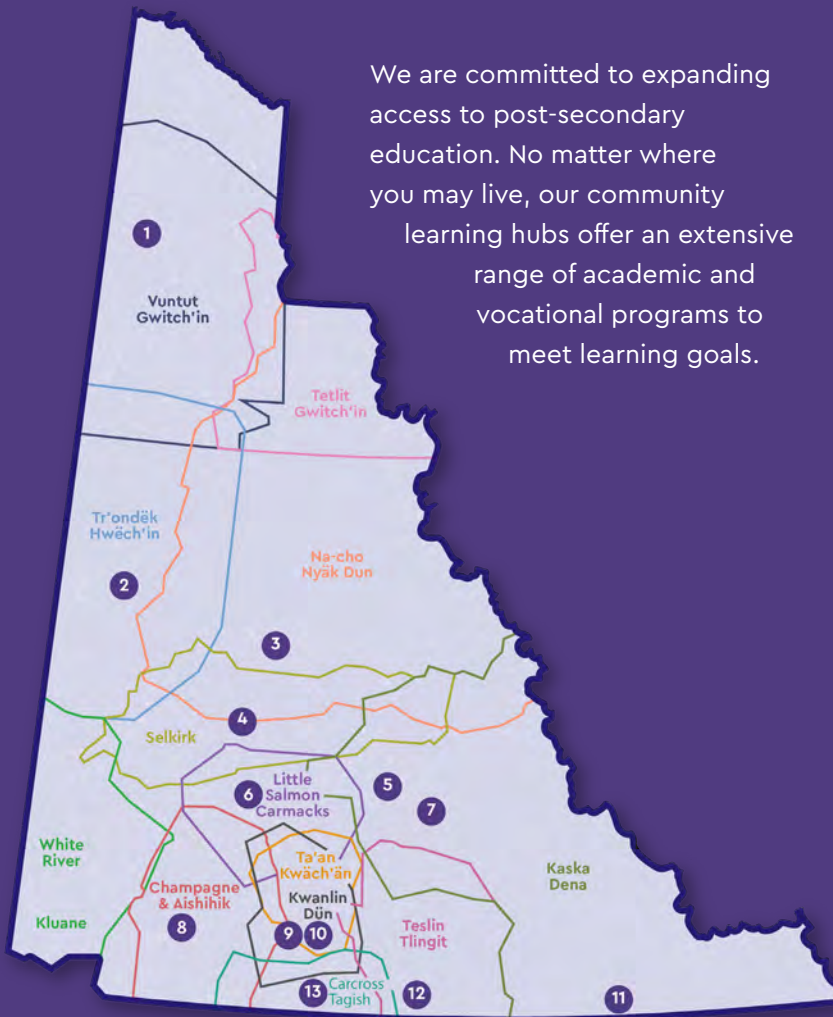 We are committed to expanding
access to post-secondary
education. No matter where
you may live, our community
learning hubs offer an extensive
range of academic and
vocational programs to
meet learning goals.
1
Vuntut
Gwitch'in
Tetlit
Gwitch'in
Tr'ondëk
Hwëch'in
2
Na-cho
Nyäk Dun
3
4
Selkirk
5
6
Little
Salmon
Carmacks
7
White
River
Kluane
Champagne
& Aishihik
8
Ta'an
Kwäch'än
Kwanlin
Dün
9
10
Teslin
Tlingit
Kaska
Dena
13
Carcross
Tagish
12
11